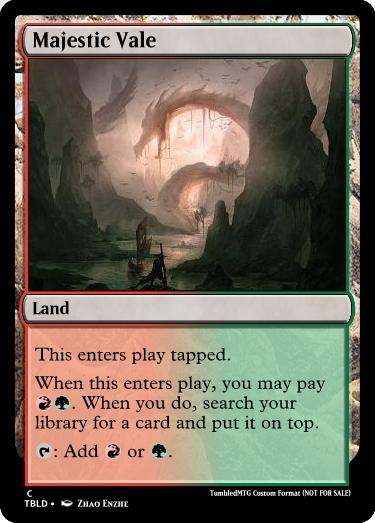 Majestic Vale
Land
This enters play tapped.
When this enters play, you may pay
. When you do, search your
library for a card and put it on top.
: Add or .
C
TBLD • Zhao Enzhe
TumbledMTG Custom Format (NOT FOR SALE)